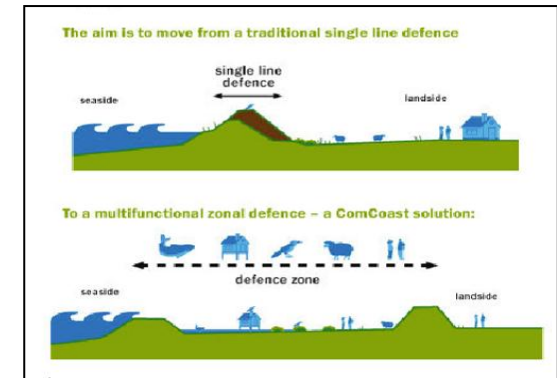 The aim is to move from a traditional single line defence
single line
defence
seaside
landside
To a multifunctional zonal defence – a ComCoast solution:
defence zone
seaside
landside